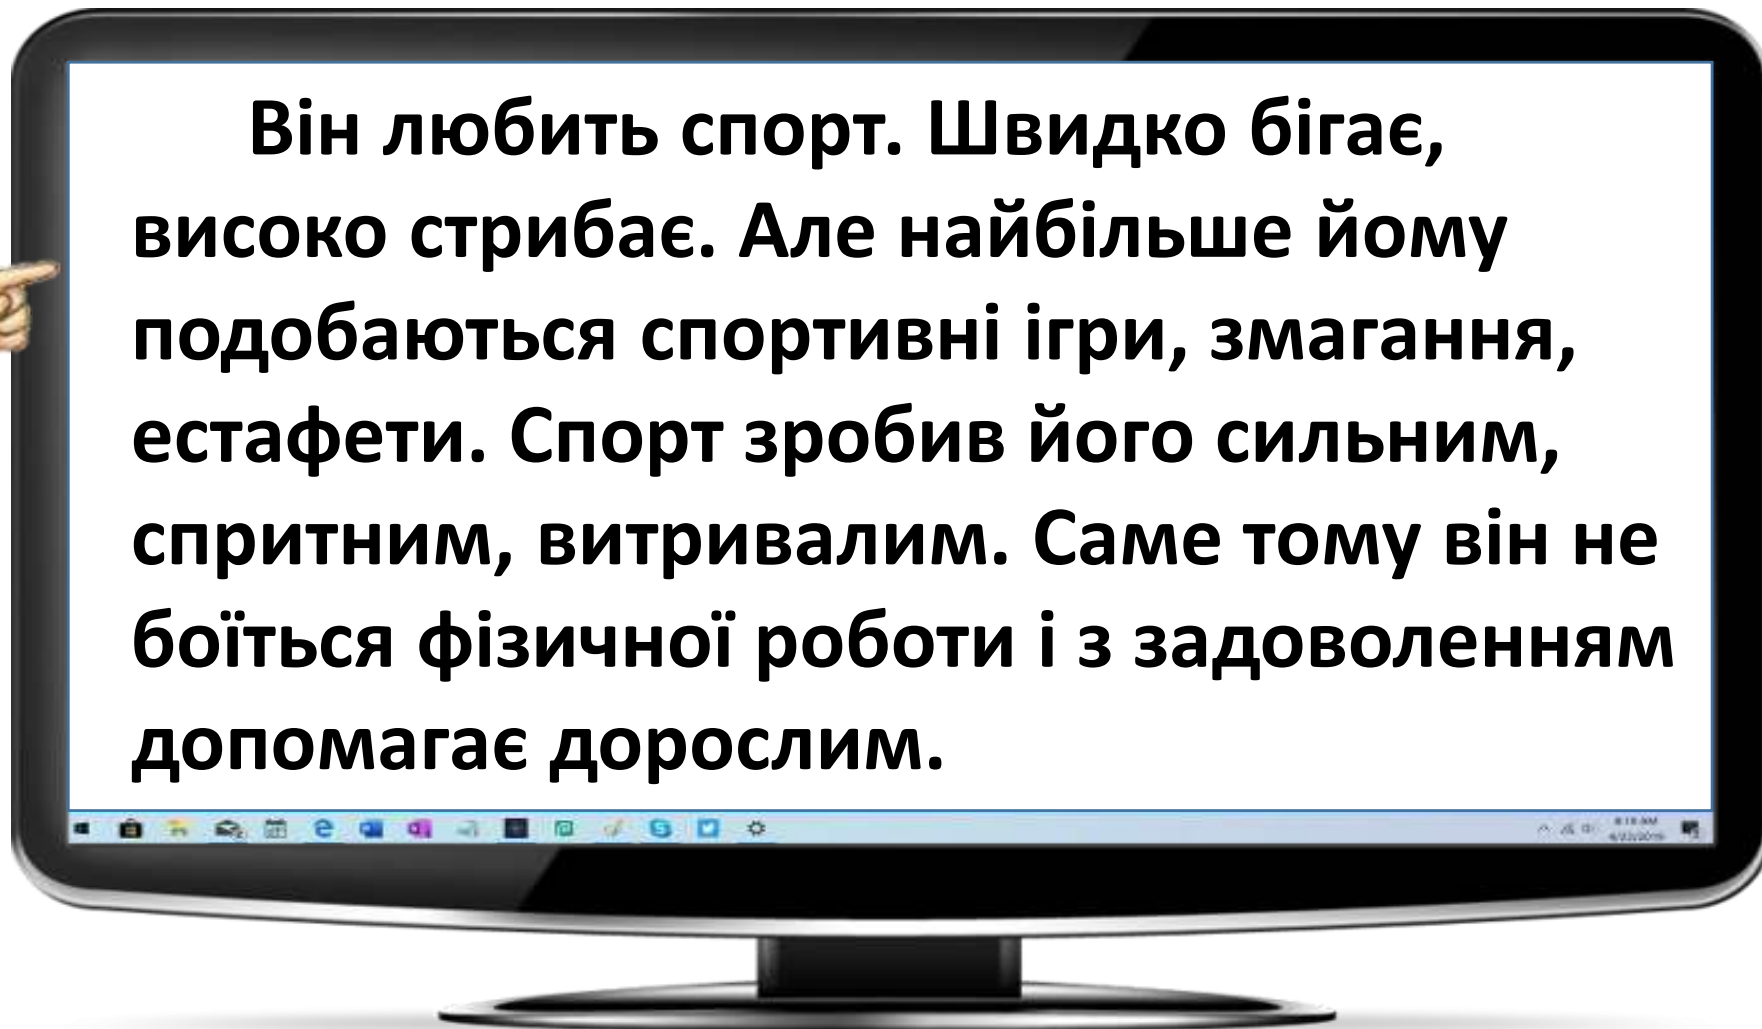 Він любить спорт. Швидко бігає,
високо стрибає. Але найбільше йому
подобаються спортивні ігри, змагання,
естафети. Спорт зробив його сильним,
спритним, витривалим. Саме тому він не
боїться фізичної роботи і з задоволенням
допомагає дорослим.